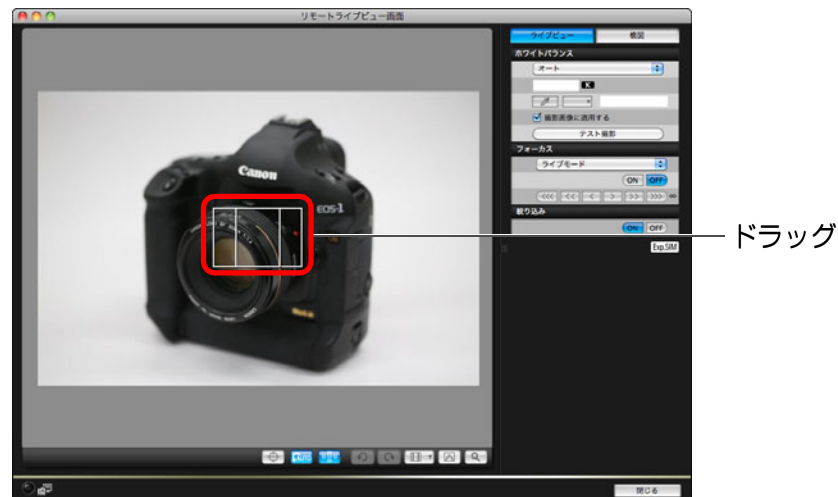 リモートライブビュー画面
ライブビュー 構図
ホワイトバランス
オート
K
撮影画像に適用する
テスト撮影
フォーカス
ライブモード
ON OFF
<<< << < > >> >>> ∞
絞り込み
ON OFF
Exp.SIM
Canon
EOS-1
ドラッグ
閉じる